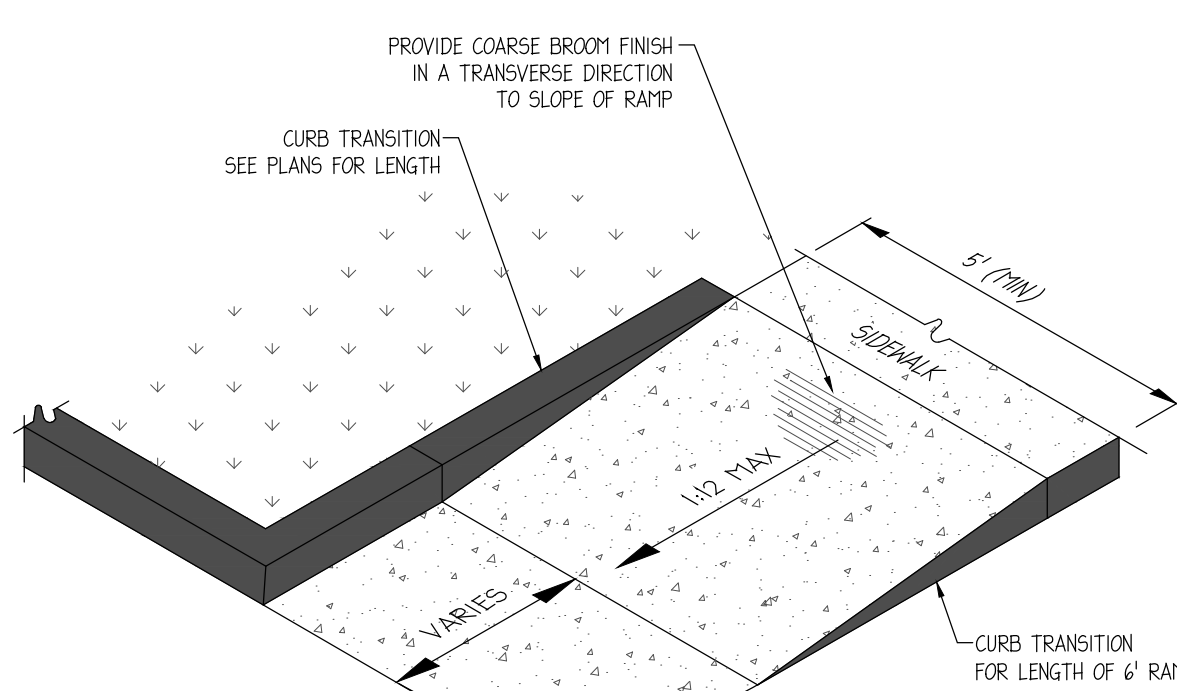 PROVIDE COARSE BROOM FINISH
IN A TRANSVERSE DIRECTION
TO SLOPE OF RAMP
CURB TRANSITION
SEE PLANS FOR LENGTH
5' (MIN)
SIDEWALK
1:12 MAX
VARIES
CURB TRANSITION
FOR LENGTH OF 6'